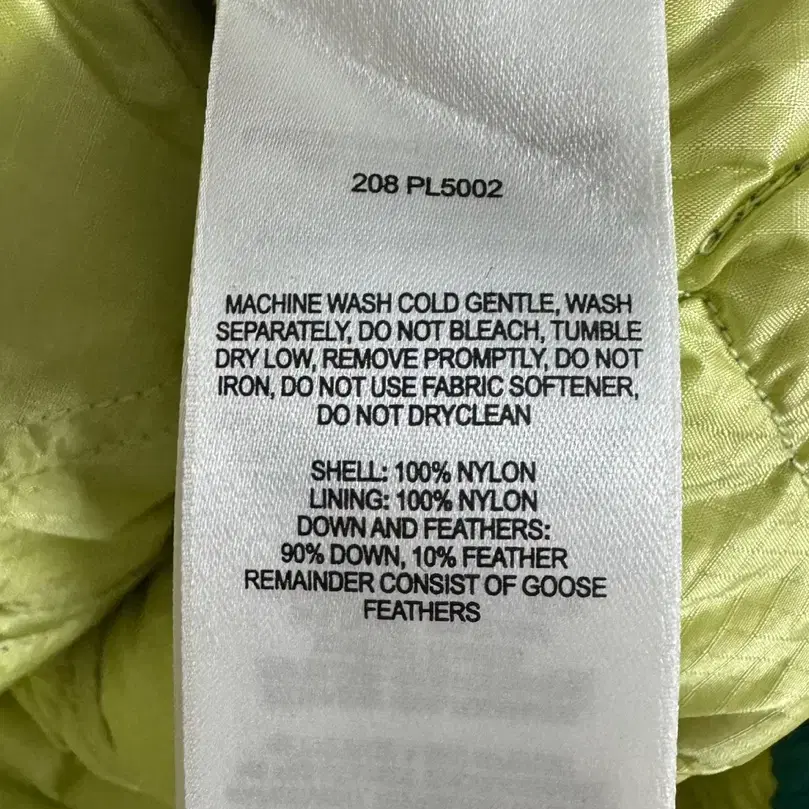 208 PL5002
MACHINE WASH COLD GENTLE, WASH
SEPARATELY, DO NOT BLEACH, TUMBLE
DRY LOW, REMOVE PROMPTLY, DO NOT
IRON, DO NOT USE FABRIC SOFTENER,
DO NOT DRYCLEAN
SHELL: 100% NYLON
LINING: 100% NYLON
DOWN AND FEATHERS:
90% DOWN, 10% FEATHER
REMAINDER CONSIST OF GOOSE
FEATHERS